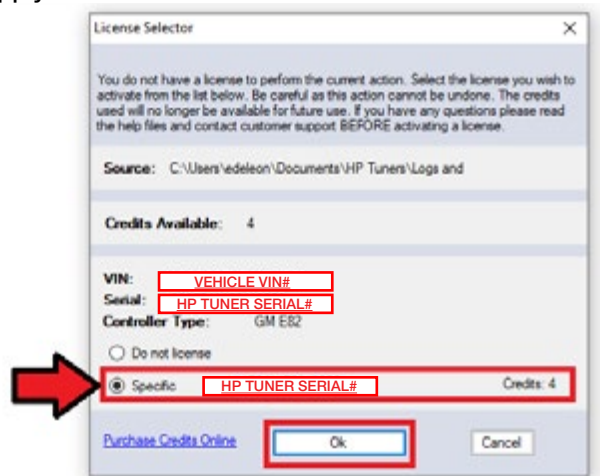 License Selector
You do not have a license to perform the current action. Select the license you wish to
activate from the list below. Be careful as this action cannot be undone. The credits
used will no longer be available for future use. If you have any questions please read
the help files and contact customer support BEFORE activating a license.
Source: C:\Users\edeleon\Documents\HP Tuners\Logs and
Credits Available: 4
VIN: VEHICLE VIN#
Serial: HP TUNER SERIAL#
Controller Type: GM E82
Do not license
Specific HP TUNER SERIAL# Credits: 4
Purchase Credits Online Ok Cancel